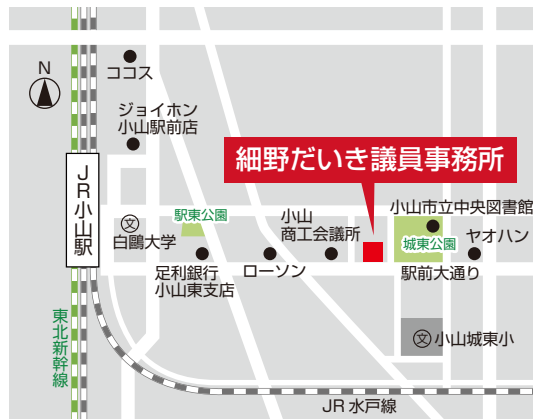 N
ココス
ジョイホン
小山駅前店
細野だいき議員事務所
JR小山駅
文
白鷗大学
駅東公園
小山
商工会議所
小山市立中央図書館
城東公園
ヤオハン
足利銀行
小山東支店
ローソン
駅前大通り
東北新幹線
文
小山城東小
JR 水戸線